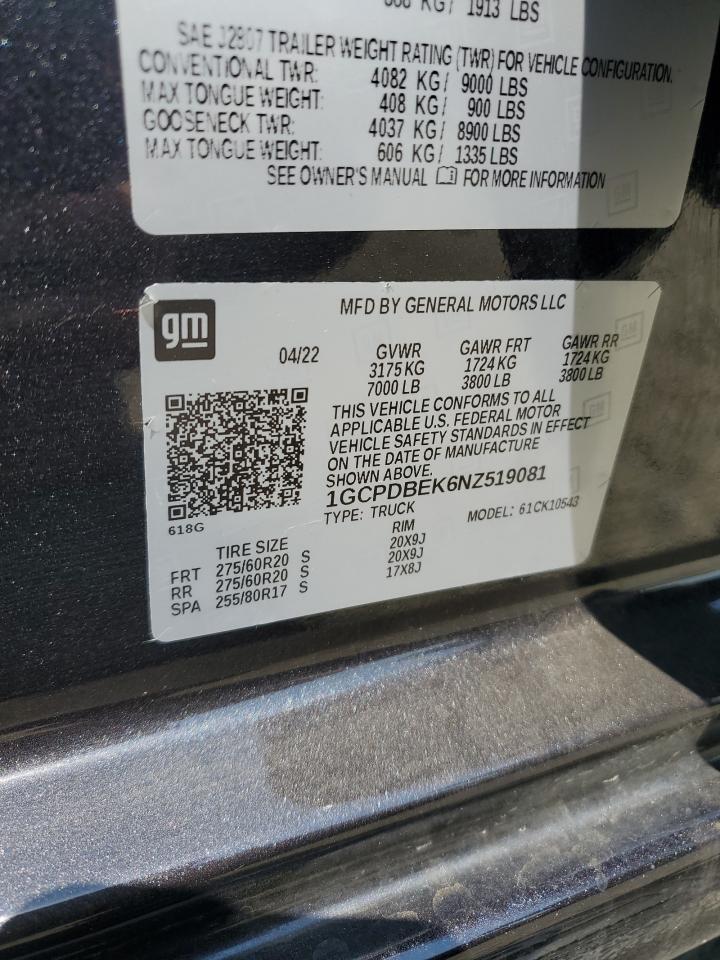 KG/ 1913 LBS
SAE J2807 TRAILER WEIGHT RATING (TWR) FOR VEHICLE CONFIGURATION.
CONVENTIONAL TWR: 4082 KG/ 9000 LBS
MAX TONGUE WEIGHT: 408 KG/ 900 LBS
GOOSENECK TWR: 4037 KG/ 8900 LBS
MAX TONGUE WEIGHT: 606 KG/ 1335 LBS
SEE OWNER'S MANUAL FOR MORE INFORMATION
gm
MFD BY GENERAL MOTORS LLC
04/22 GVWR GAWR FRT GAWR RR
3175 KG 1724 KG 1724 KG
7000 LB 3800 LB 3800 LB
THIS VEHICLE CONFORMS TO ALL
APPLICABLE U.S. FEDERAL MOTOR
VEHICLE SAFETY STANDARDS IN EFFECT
ON THE DATE OF MANUFACTURE
SHOWN ABOVE.
1GCPDBEK6NZ519081
TYPE: TRUCK MODEL: 61CK10543
618G
TIRE SIZE RIM
FRT 275/60R20 S 20X9J
RR 275/60R20 S 20X9J
SPA 255/80R17 S 17X8J